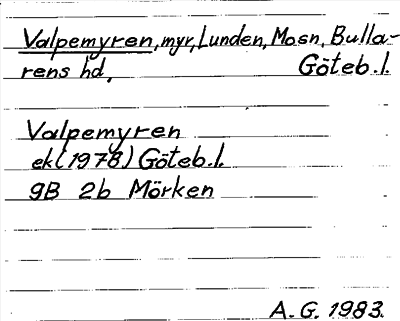 Valpemyren, myr, Lunden, Mosn, Bulla-
rens hd, Göteb.l.
Valpemyren
ek (1978) Göteb.l.
9B 2b Mörken
A. G. 1983.